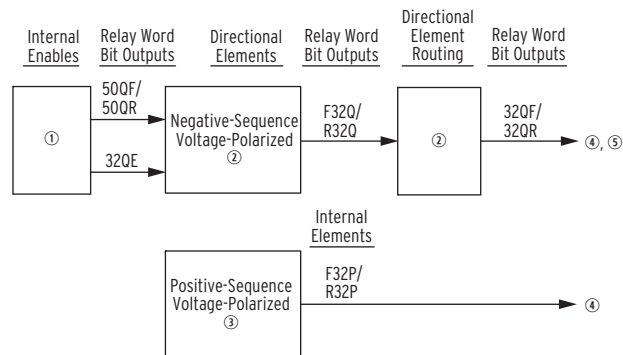 Internal
Enables
Relay Word
Bit Outputs
Directional
Elements
Relay Word
Bit Outputs
Directional
Element
Routing
Relay Word
Bit Outputs
①
50QF/
50QR
32QE
Negative-Sequence
Voltage-Polarized
②
F32Q/
R32Q
②
32QF/
32QR
④, ⑤
Internal
Elements
Positive-Sequence
Voltage-Polarized
③
F32P/
R32P
④